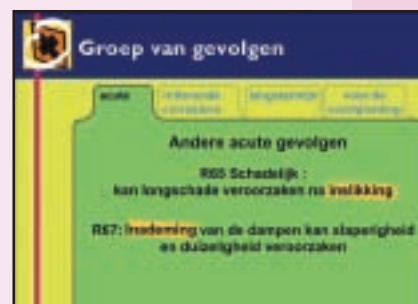 Groep van gevolgen
acute
Andere acute gevolgen
R65 Schadelijk :
kan longschade veroorzaken na inslikking
R67: Inademing van de dampen kan slaperigheid
en duizeligheid veroorzaken